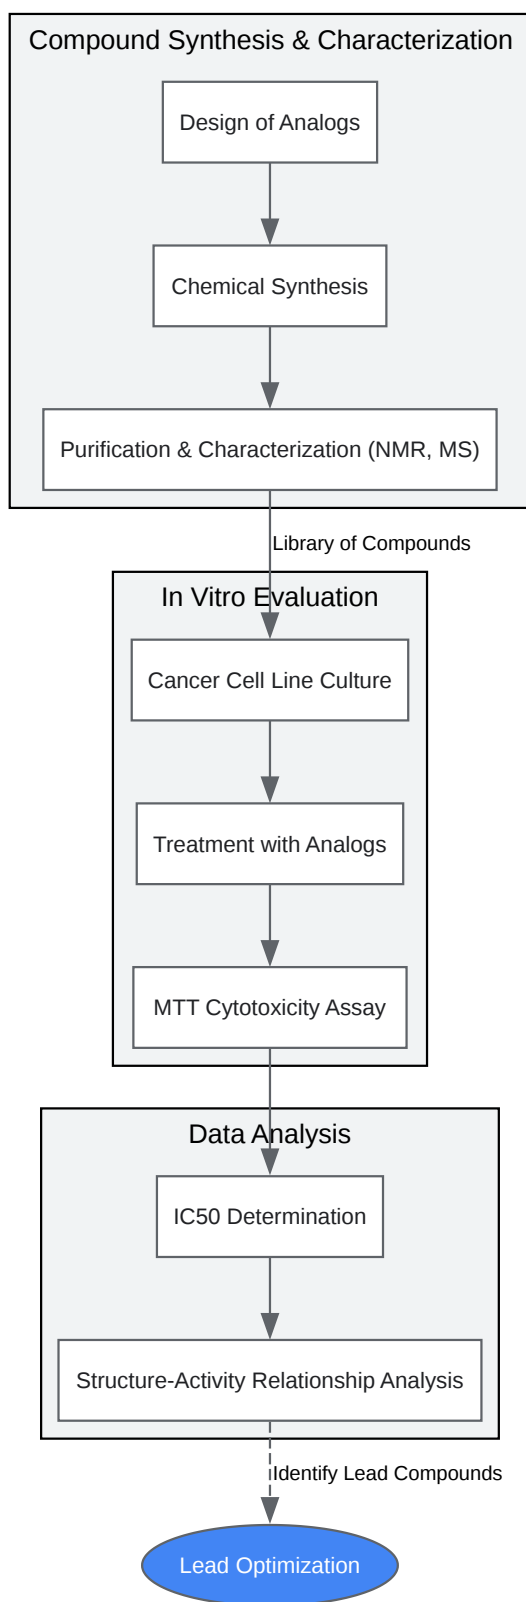 Compound Synthesis & Characterization
Design of Analogs
Chemical Synthesis
Purification & Characterization (NMR, MS)
Library of Compounds
In Vitro Evaluation
Cancer Cell Line Culture
Treatment with Analogs
MTT Cytotoxicity Assay
Data Analysis
IC50 Determination
Structure-Activity Relationship Analysis
Identify Lead Compounds
Lead Optimization